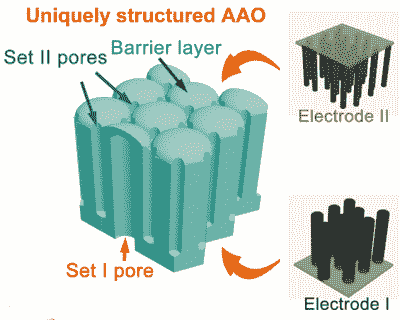 Uniquely structured AAO
Barrier layer
Set II pores
Electrode II
Set I pore
Electrode I